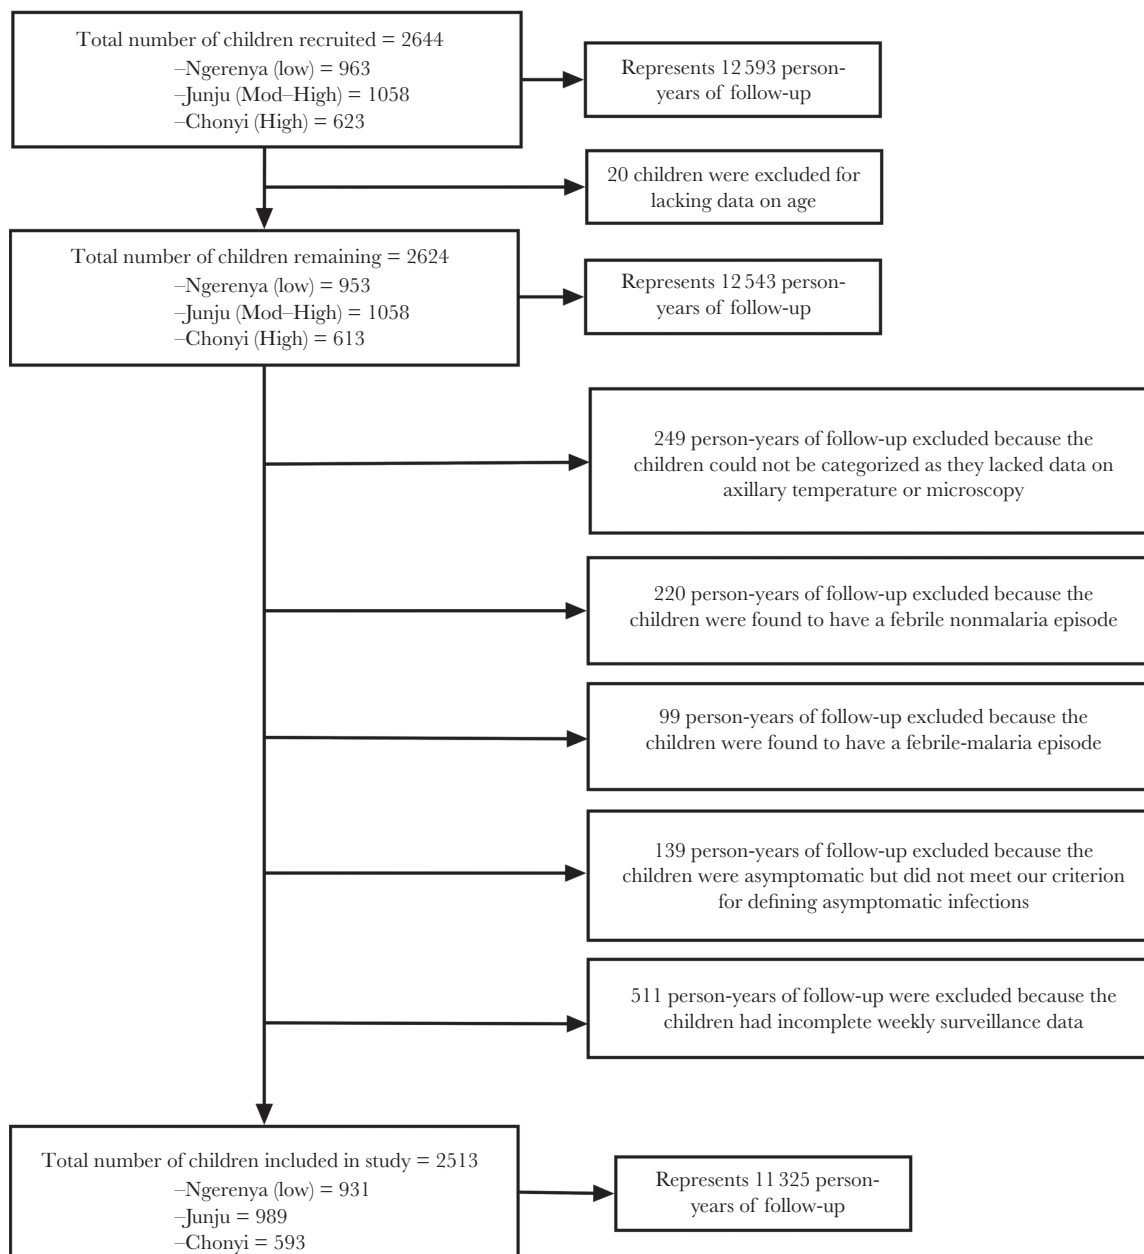 Total number of children recruited = 2644
–Ngerenya (low) = 963
–Junju (Mod–High) = 1058
–Chonyi (High) = 623
Represents 12 593 person-
years of follow-up
20 children were excluded for
lacking data on age
Total number of children remaining = 2624
–Ngerenya (low) = 953
–Junju (Mod–High) = 1058
–Chonyi (High) = 613
Represents 12 543 person-
years of follow-up
249 person-years of follow-up excluded because the
children could not be categorized as they lacked data on
axillary temperature or microscopy
220 person-years of follow-up excluded because the
children were found to have a febrile nonmalaria episode
99 person-years of follow-up excluded because the
children were found to have a febrile-malaria episode
139 person-years of follow-up excluded because the
children were asymptomatic but did not meet our criterion
for defining asymptomatic infections
511 person-years of follow-up were excluded because the
children had incomplete weekly surveillance data
Total number of children included in study = 2513
–Ngerenya (low) = 931
–Junju = 989
–Chonyi = 593
Represents 11 325 person-
years of follow-up